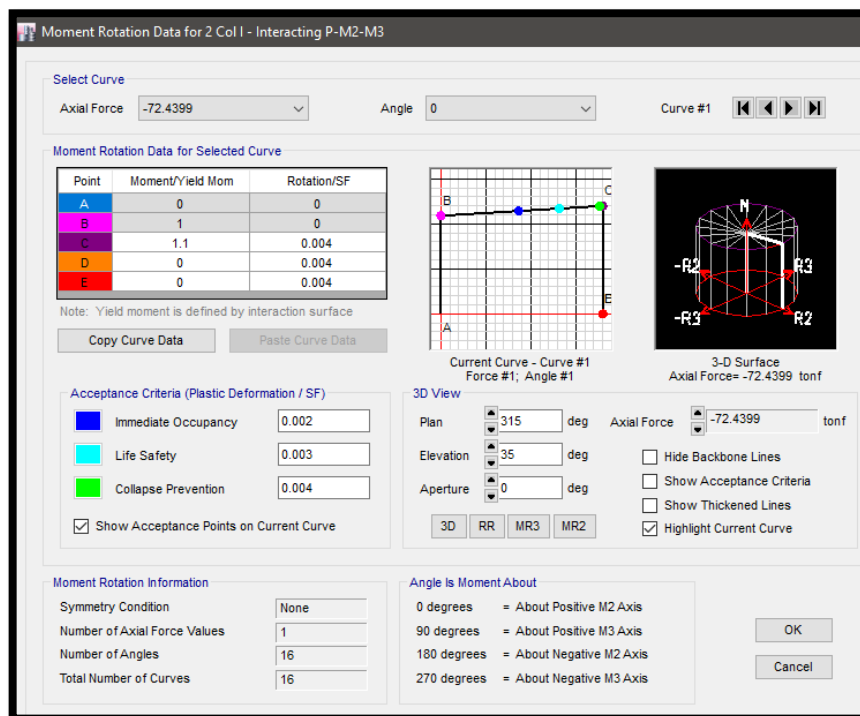 Moment Rotation Data for 2 Col I - Interacting P-M2-M3
Select Curve
Axial Force -72.4399 Angle 0 Curve #1
Moment Rotation Data for Selected Curve
Point Moment/Yield Mom Rotation/SF
A 0 0
B 1 0
C 1.1 0.004
D 0 0.004
E 0 0.004
Note: Yield moment is defined by interaction surface
Copy Curve Data Paste Curve Data
B C
A E
Current Curve - Curve #1
Force #1; Angle #1
N
-R2 R3
-R3 R2
3-D Surface
Axial Force= -72.4399 tonf
Acceptance Criteria (Plastic Deformation / SF)
Immediate Occupancy 0.002
Life Safety 0.003
Collapse Prevention 0.004
Show Acceptance Points on Current Curve
3D View
Plan 315 deg Axial Force -72.4399 tonf
Elevation 35 deg Hide Backbone Lines
Show Acceptance Criteria
Aperture 0 deg
Show Thickened Lines
3D RR MR3 MR2 Highlight Current Curve
Moment Rotation Information
Symmetry Condition None
Number of Axial Force Values 1
Number of Angles 16
Total Number of Curves 16
Angle Is Moment About
0 degrees = About Positive M2 Axis
90 degrees = About Positive M3 Axis
180 degrees = About Negative M2 Axis
270 degrees = About Negative M3 Axis
OK
Cancel